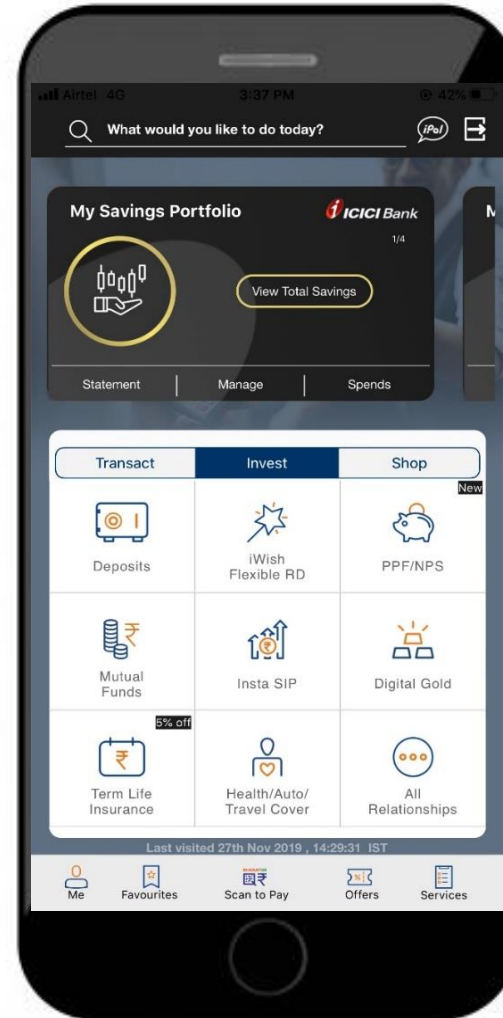 Airtel 4G 3:37 PM 42%
What would you like to do today? iPal
My Savings Portfolio ICICI Bank M
1/4
View Total Savings
Statement Manage Spends
Transact Invest Shop
New
Deposits
iWish
Flexible RD
PPF/NPS
Mutual
Funds
Insta SIP
Digital Gold
5% off
Term Life
Insurance
Health/Auto/
Travel Cover
All
Relationships
Last visited 27th Nov 2019 , 14:29:31 IST
Me Favourites Scan to Pay Offers Services